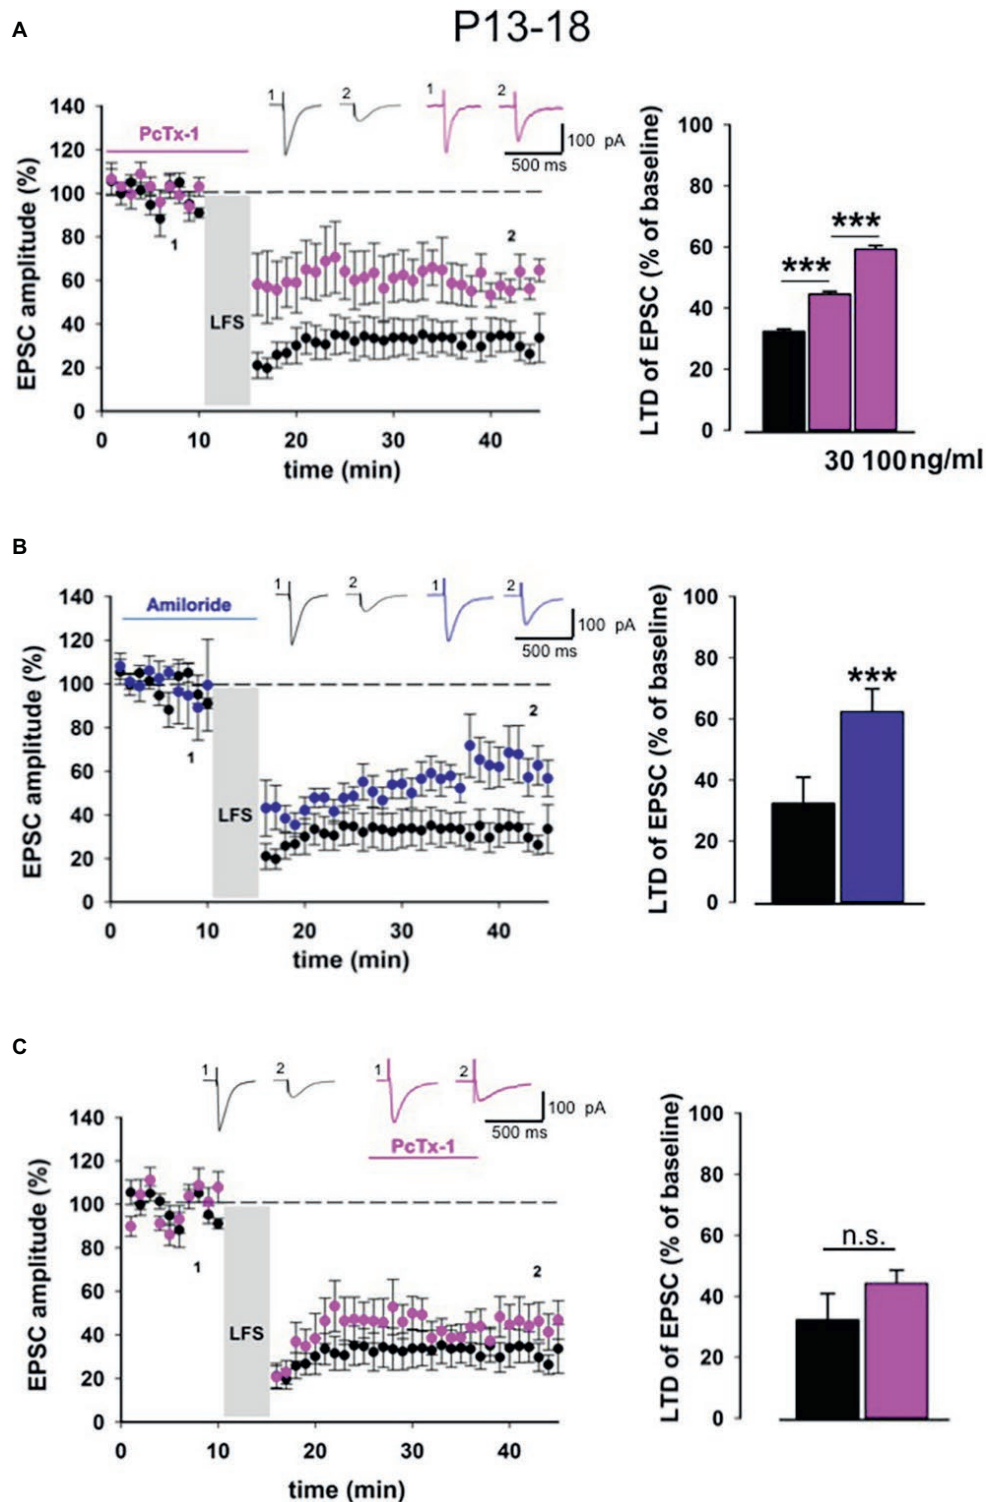 P13-18
A
EPSC amplitude (%)
140
120
100
80
60
40
20
0
PcTx-1
1
2
1
2
100 pA
500 ms
1
2
LFS
0
10
20
30
40
time (min)
LTD of EPSC (% of baseline)
100
80
60
40
20
0
***
***
30 100 ng/ml
B
EPSC amplitude (%)
140
120
100
80
60
40
20
0
Amiloride
1
2
1
2
100 pA
500 ms
1
2
LFS
0
10
20
30
40
time (min)
LTD of EPSC (% of baseline)
100
80
60
40
20
0
***
C
EPSC amplitude (%)
140
120
100
80
60
40
20
0
1
2
1
2
100 pA
500 ms
PcTx-1
1
2
LFS
0
10
20
30
40
time (min)
LTD of EPSC (% of baseline)
100
80
60
40
20
0
n.s.